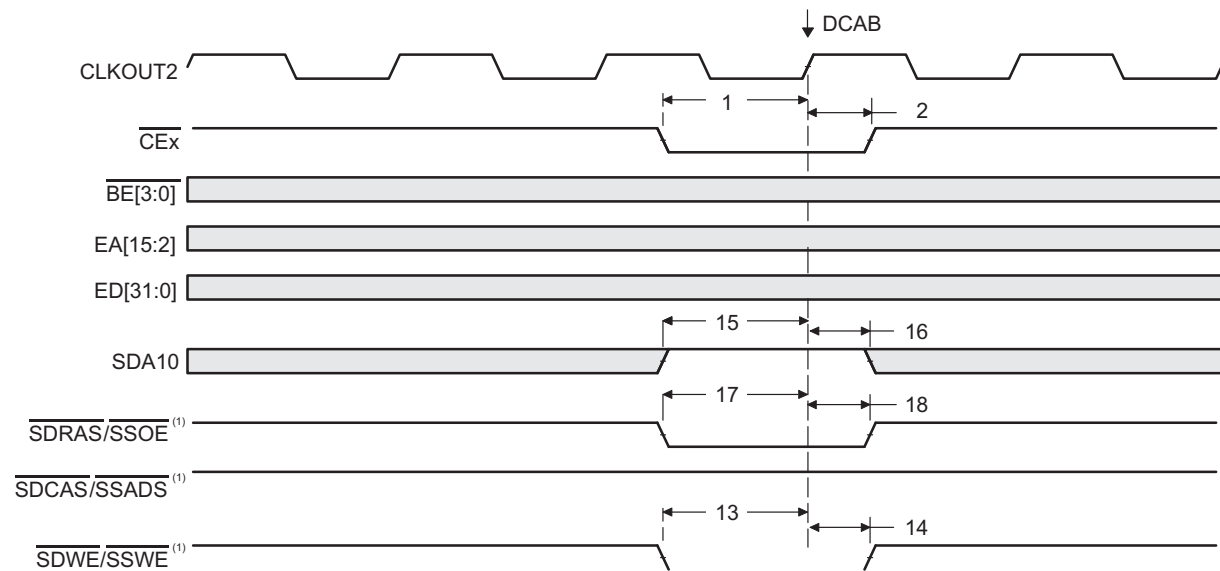 DCAB
CLKOUT2
1
2
CEx
BE[3:0]
EA[15:2]
ED[31:0]
15
16
SDA10
17
18
SDRAS/SSOE (1)
SDCAS/SSADS (1)
13
14
SDWE/SSWE (1)